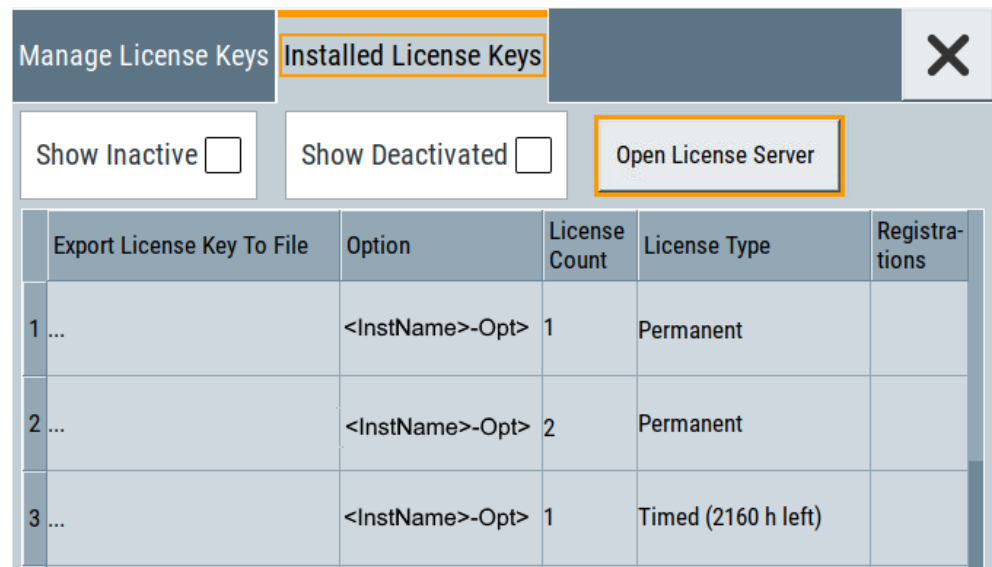 Manage License Keys Installed License Keys
Show Inactive Show Deactivated Open License Server
Export License Key To File Option License Count License Type Registra-tions
1 ... <InstName>-Opt> 1 Permanent
2 ... <InstName>-Opt> 2 Permanent
3 ... <InstName>-Opt> 1 Timed (2160 h left)